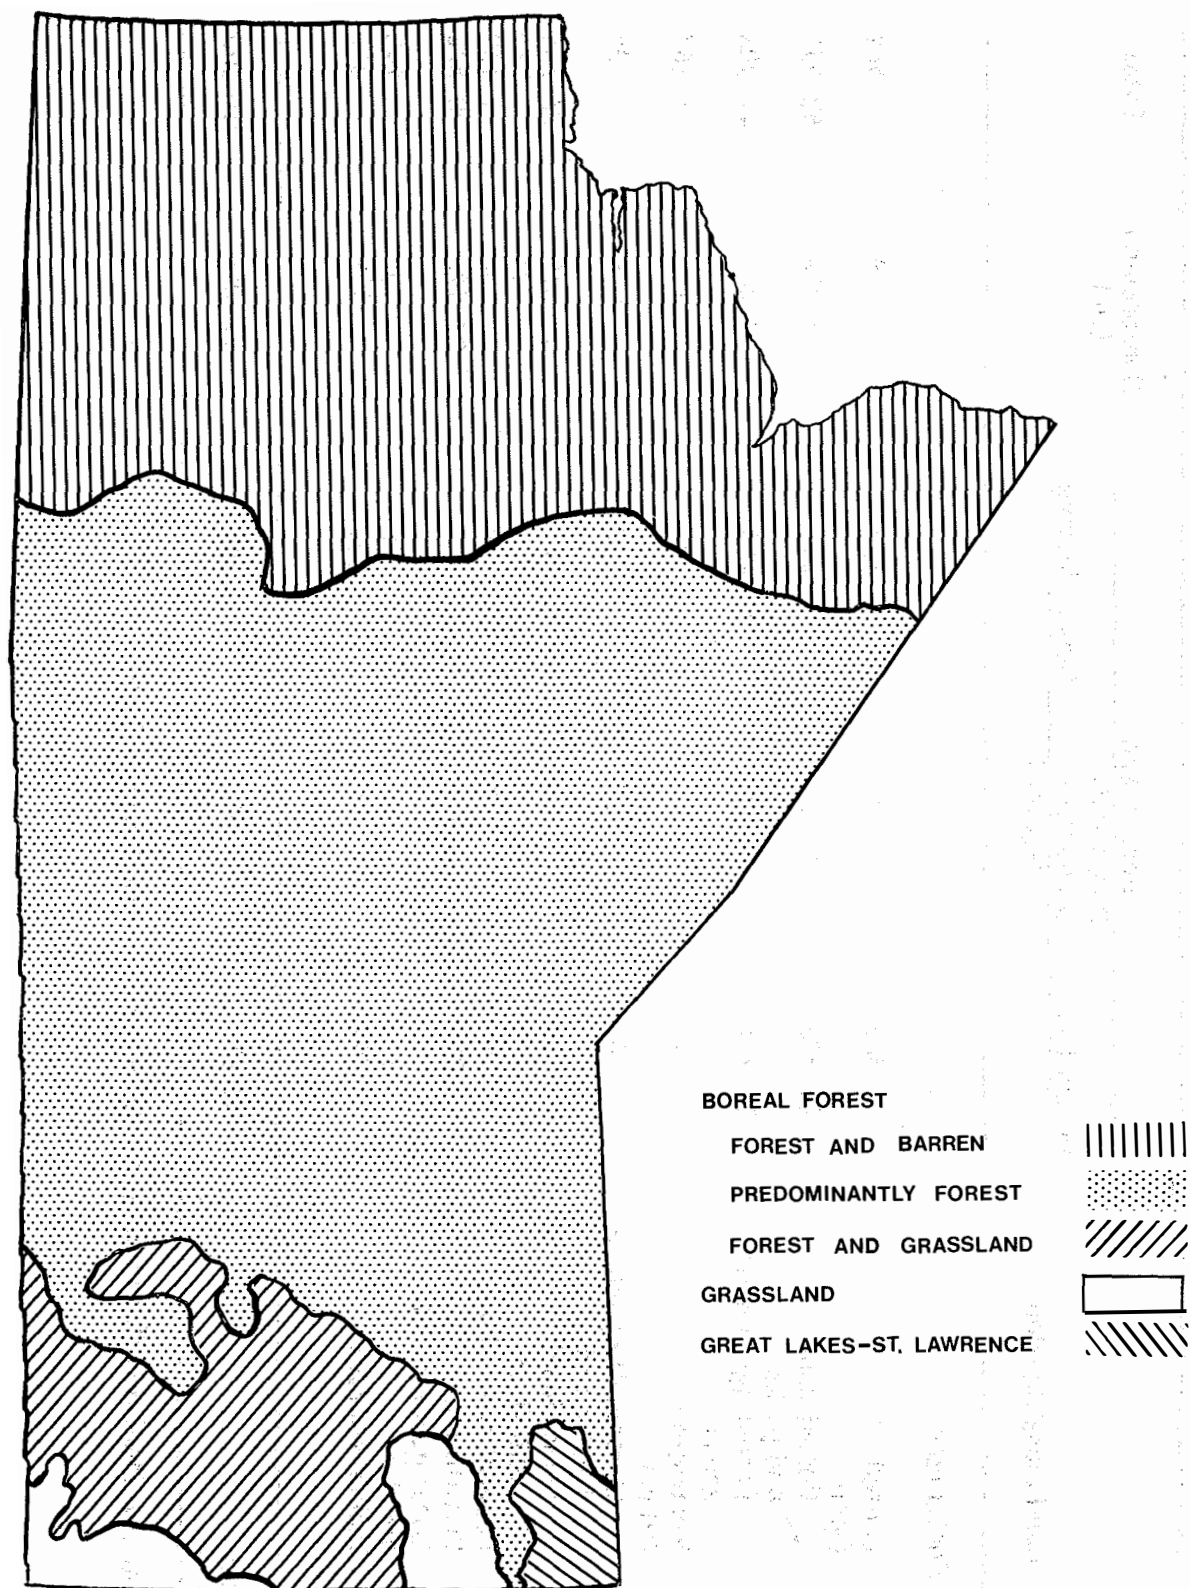 BOREAL FOREST
FOREST AND BARREN
PREDOMINANTLY FOREST
FOREST AND GRASSLAND
GRASSLAND
GREAT LAKES-ST. LAWRENCE